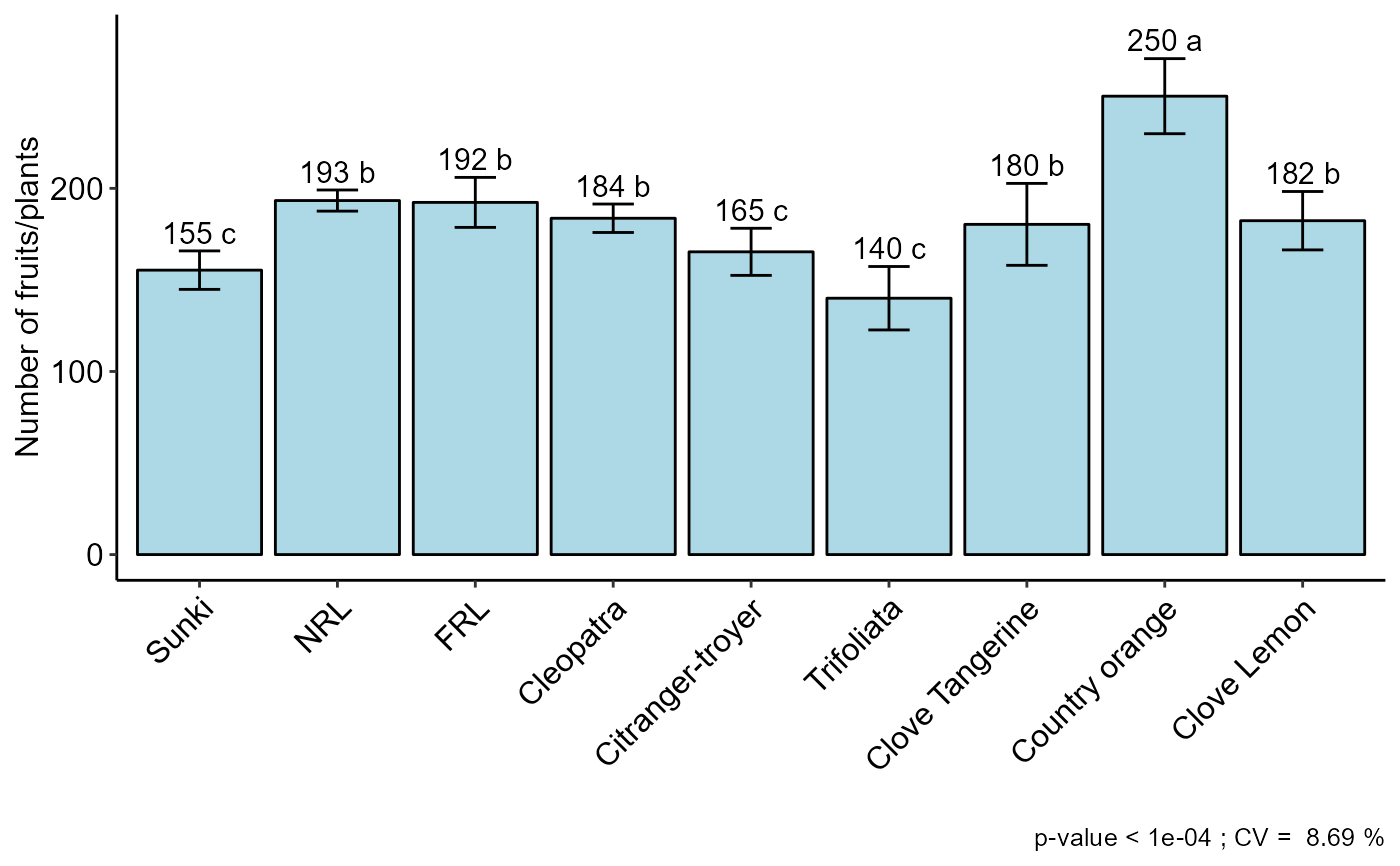 Number of fruits/plants
200
100
0
155 c
193 b
192 b
184 b
165 c
140 c
180 b
250 a
182 b
Sunki
NRL
FRL
Cleopatra
Citranger-troyer
Trifoliata
Clove Tangerine
Country orange
Clove Lemon
p-value < 1e-04 ; CV =  8.69 %